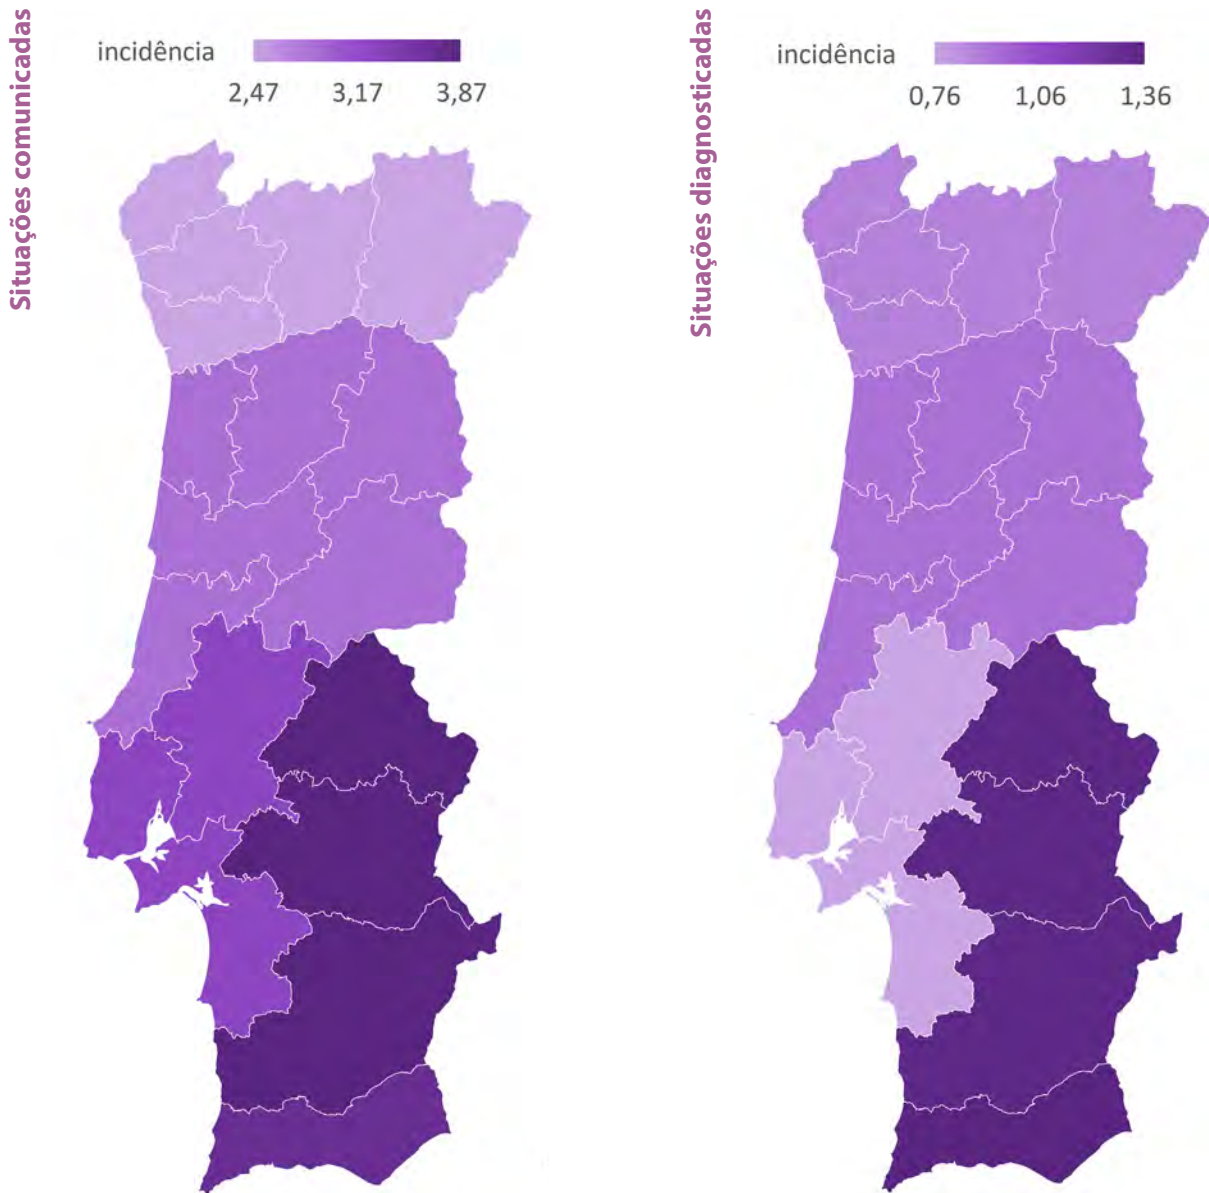 Situações comunicadas
incidência
2,47 3,17 3,87
Situações diagnosticadas
incidência
0,76 1,06 1,36